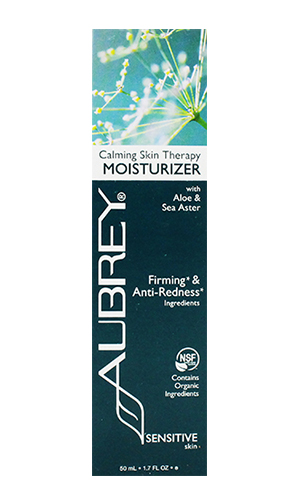 Calming Skin Therapy
MOISTURIZER
with
Aloe &
Sea Aster
AUBREY®
Firming* &
Anti-Redness*
Ingredients
NSF
Contains
Organic
Ingredients
SENSITIVE
skin
50 mL • 1.7 FL OZ • e